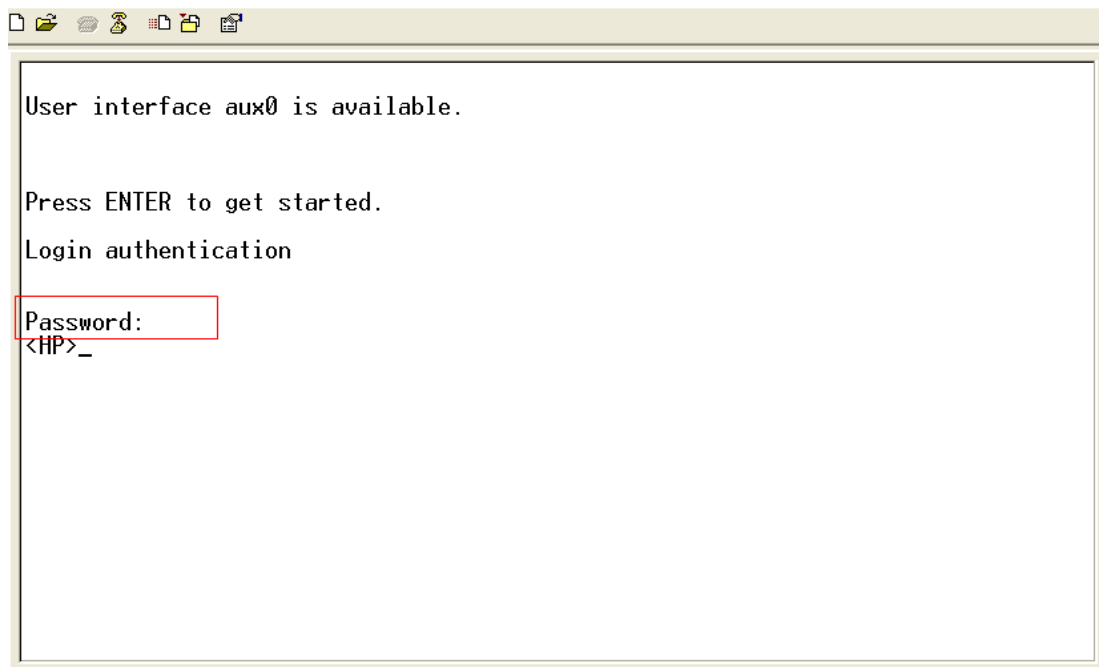 User interface aux0 is available.
Press ENTER to get started.
Login authentication
Password:
<HP>_